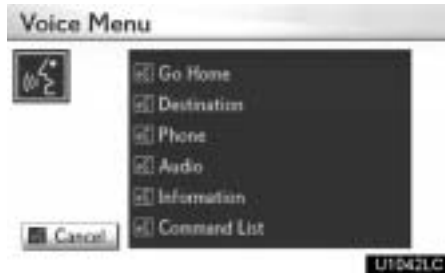 Voice Menu
Go Home
Destination
Phone
Audio
Information
Command List
Cancel
U1042LC